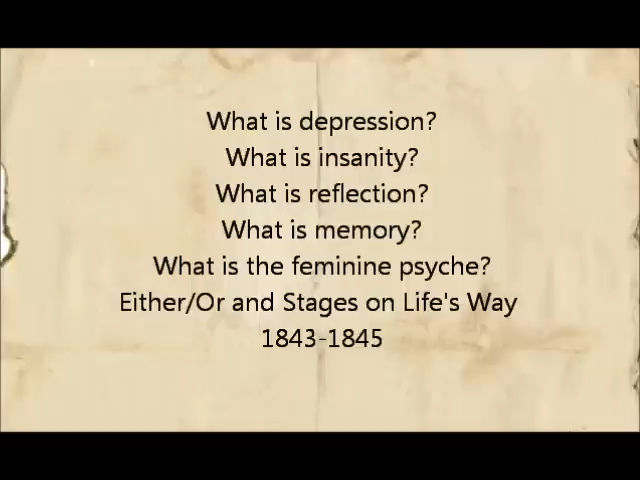 What is depression?
What is insanity?
What is reflection?
What is memory?
What is the feminine psyche?
Either/Or and Stages on Life's Way
1843-1845